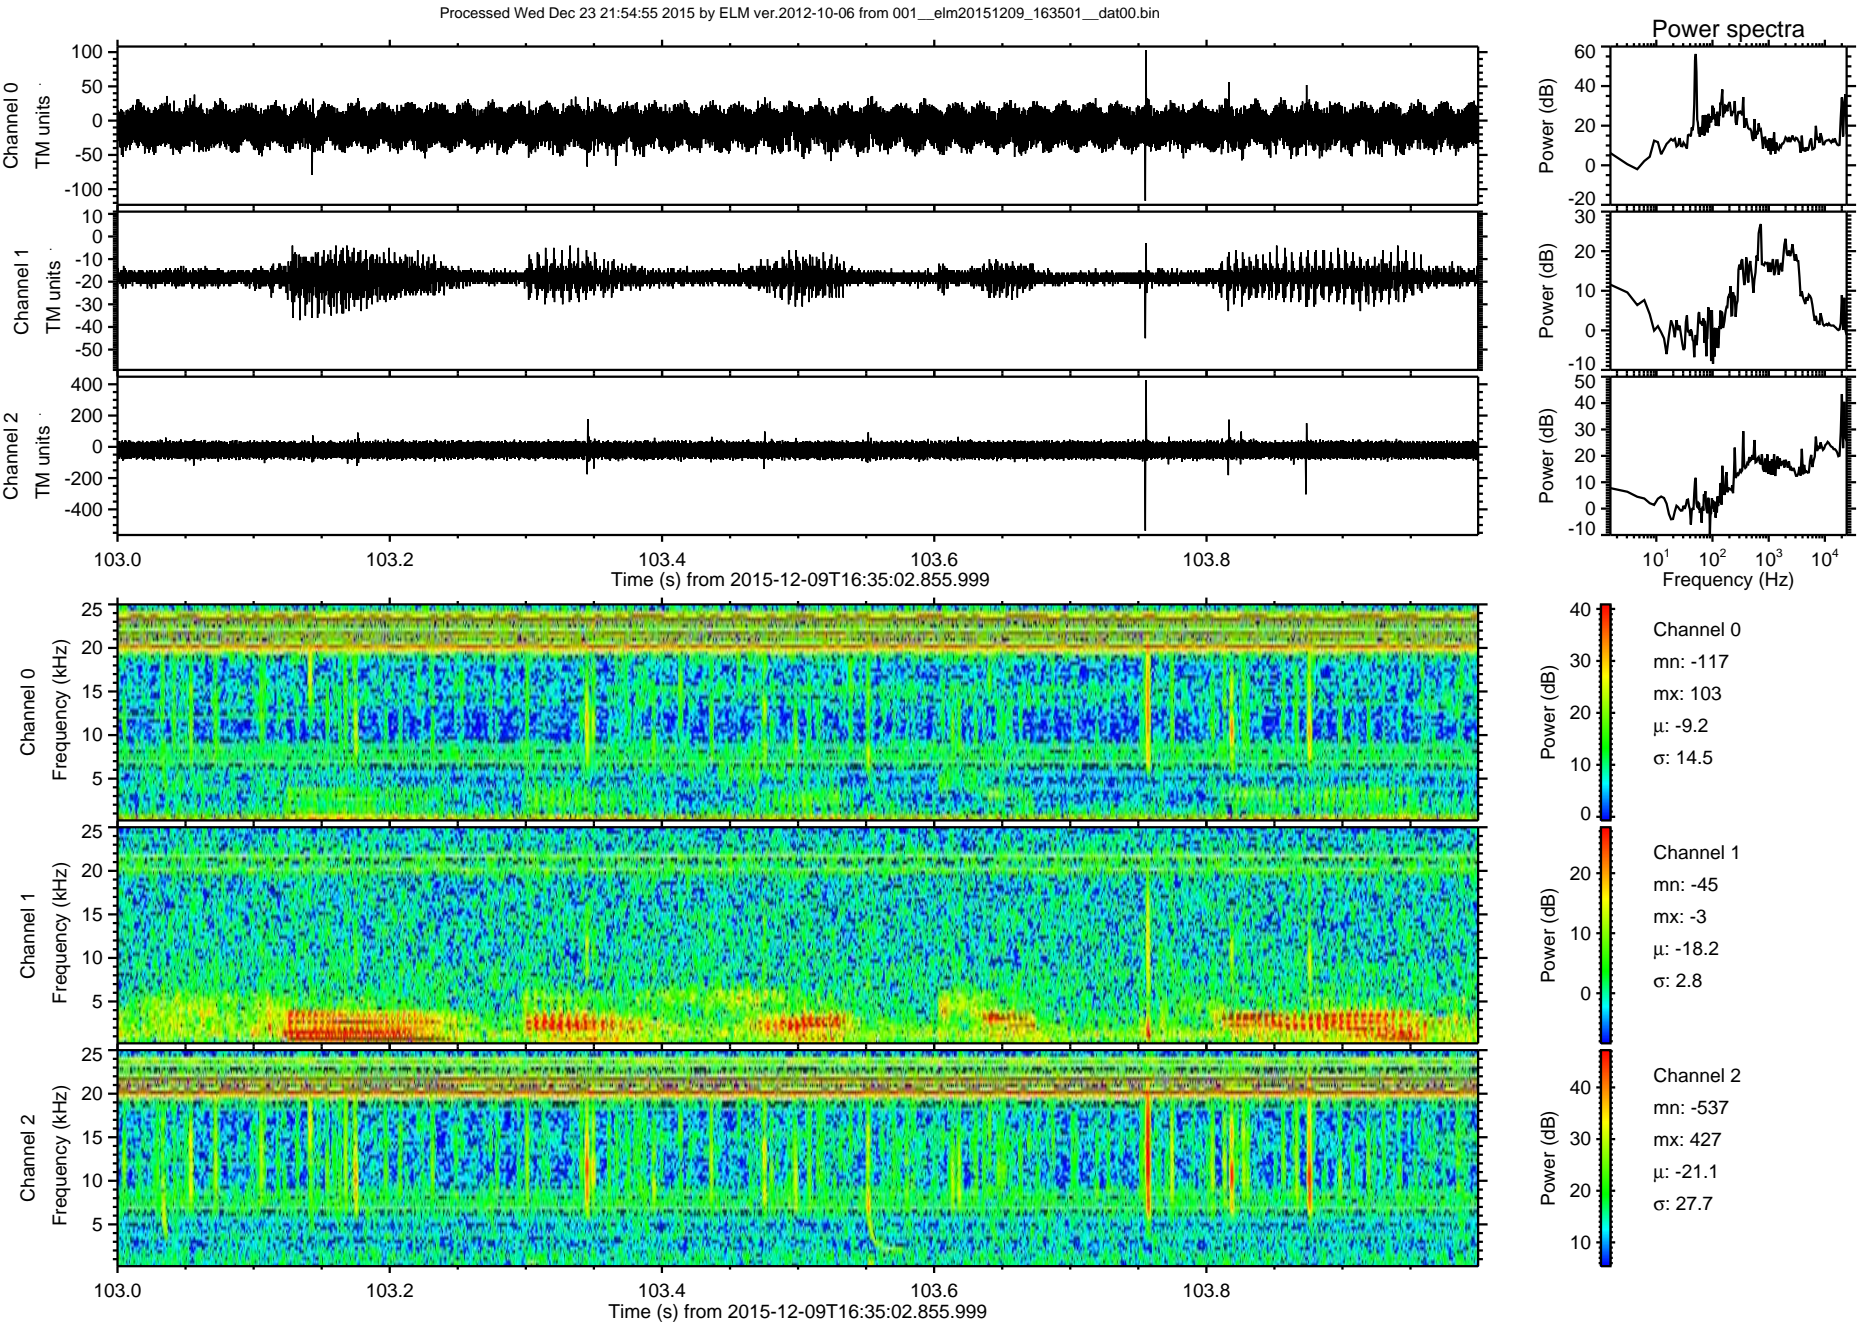 Processed Wed Dec 23 21:54:55 2015 by ELM ver.2012-10-06 from 001__elm20151209_163501__dat00.bin
Power spectra
Channel 0
TM units
100
50
0
-50
-100
Power (dB)
60
40
20
0
-20
Channel 1
TM units
10
0
-10
-20
-30
-40
-50
Power (dB)
30
20
10
0
-10
Channel 2
TM units
400
200
0
-200
-400
Power (dB)
50
40
30
20
10
0
-10
103.0 103.2 103.4 103.6 103.8
Time (s) from 2015-12-09T16:35:02.855.999
10^1 10^2 10^3 10^4
Frequency (Hz)
Channel 0
Frequency (kHz)
25
20
15
10
5
Power (dB)
40
30
20
10
0
Channel 0
mn: -117
mx: 103
μ: -9.2
σ: 14.5
Channel 1
Frequency (kHz)
25
20
15
10
5
Power (dB)
20
10
0
Channel 1
mn: -45
mx: -3
μ: -18.2
σ: 2.8
Channel 2
Frequency (kHz)
25
20
15
10
5
Power (dB)
40
30
20
10
Channel 2
mn: -537
mx: 427
μ: -21.1
σ: 27.7
103.0 103.2 103.4 103.6 103.8
Time (s) from 2015-12-09T16:35:02.855.999